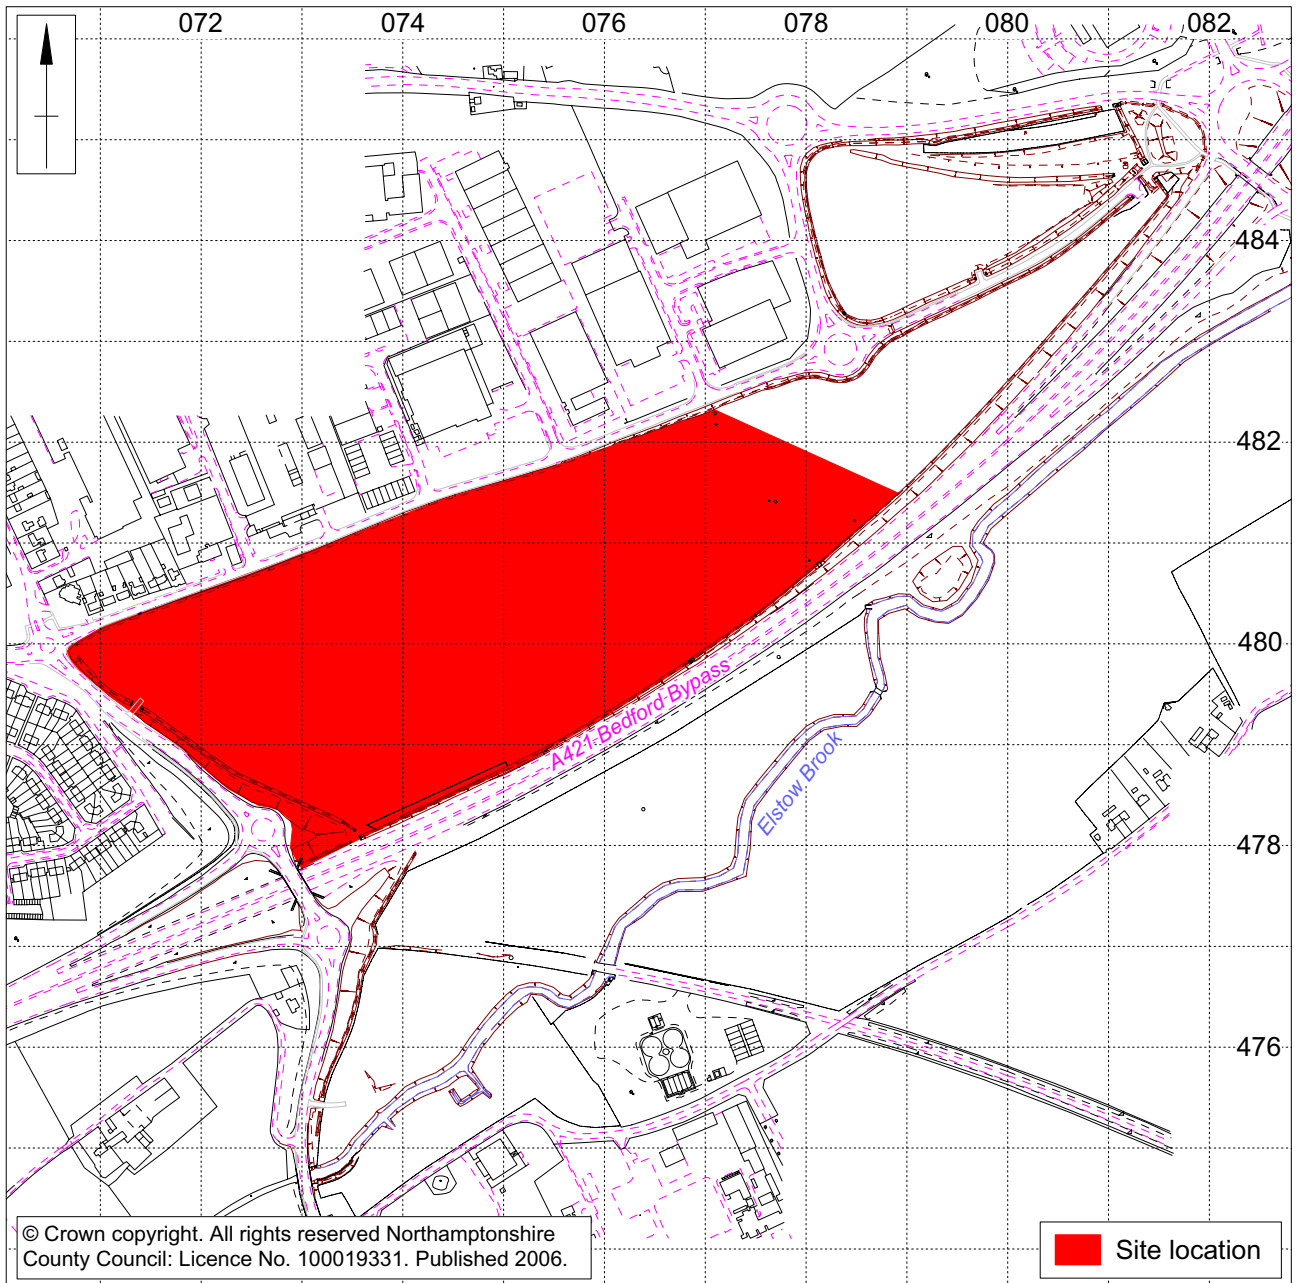 072 074 076 078 080 082
484
482
480
A421 Bedford Bypass
Elstow Brook
478
476
© Crown copyright. All rights reserved Northamptonshire
County Council: Licence No. 100019331. Published 2006.
Site location